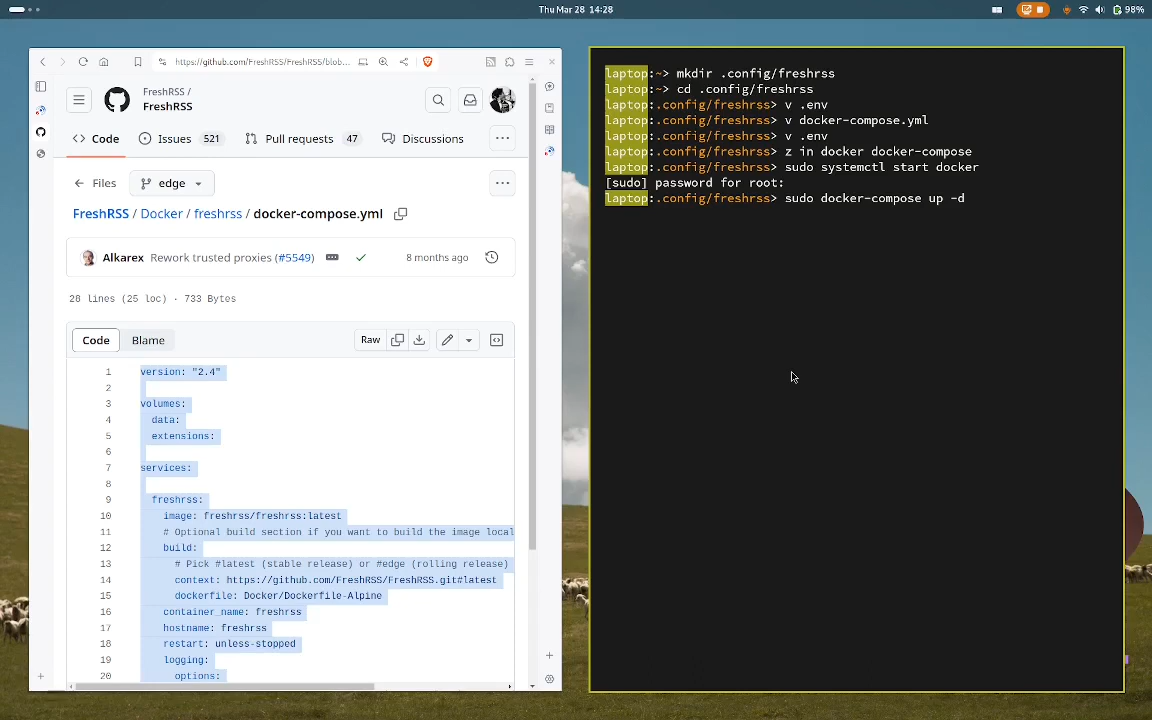 Thu Mar 28 14:28
98%
https://github.com/FreshRSS/FreshRSS/blob...
FreshRSS /
FreshRSS
Code
Issues 521
Pull requests 47
Discussions
Files
edge
FreshRSS / Docker / freshrss / docker-compose.yml
Alkarex Rework trusted proxies (#5549)
8 months ago
28 lines (25 loc) · 733 Bytes
Code Blame
Raw
1 version: "2.4"
2
3 volumes:
4 data:
5 extensions:
6
7 services:
8
9 freshrss:
10 image: freshrss/freshrss:latest
11 # Optional build section if you want to build the image local
12 build:
13 # Pick #latest (stable release) or #edge (rolling release)
14 context: https://github.com/FreshRSS/FreshRSS.git#latest
15 dockerfile: Docker/Dockerfile-Alpine
16 container_name: freshrss
17 hostname: freshrss
18 restart: unless-stopped
19 logging:
20 options:
laptop:~> mkdir .config/freshrss
laptop:~> cd .config/freshrss
laptop:.config/freshrss> v .env
laptop:.config/freshrss> v docker-compose.yml
laptop:.config/freshrss> v .env
laptop:.config/freshrss> z in docker docker-compose
laptop:.config/freshrss> sudo systemctl start docker
[sudo] password for root:
laptop:.config/freshrss> sudo docker-compose up -d